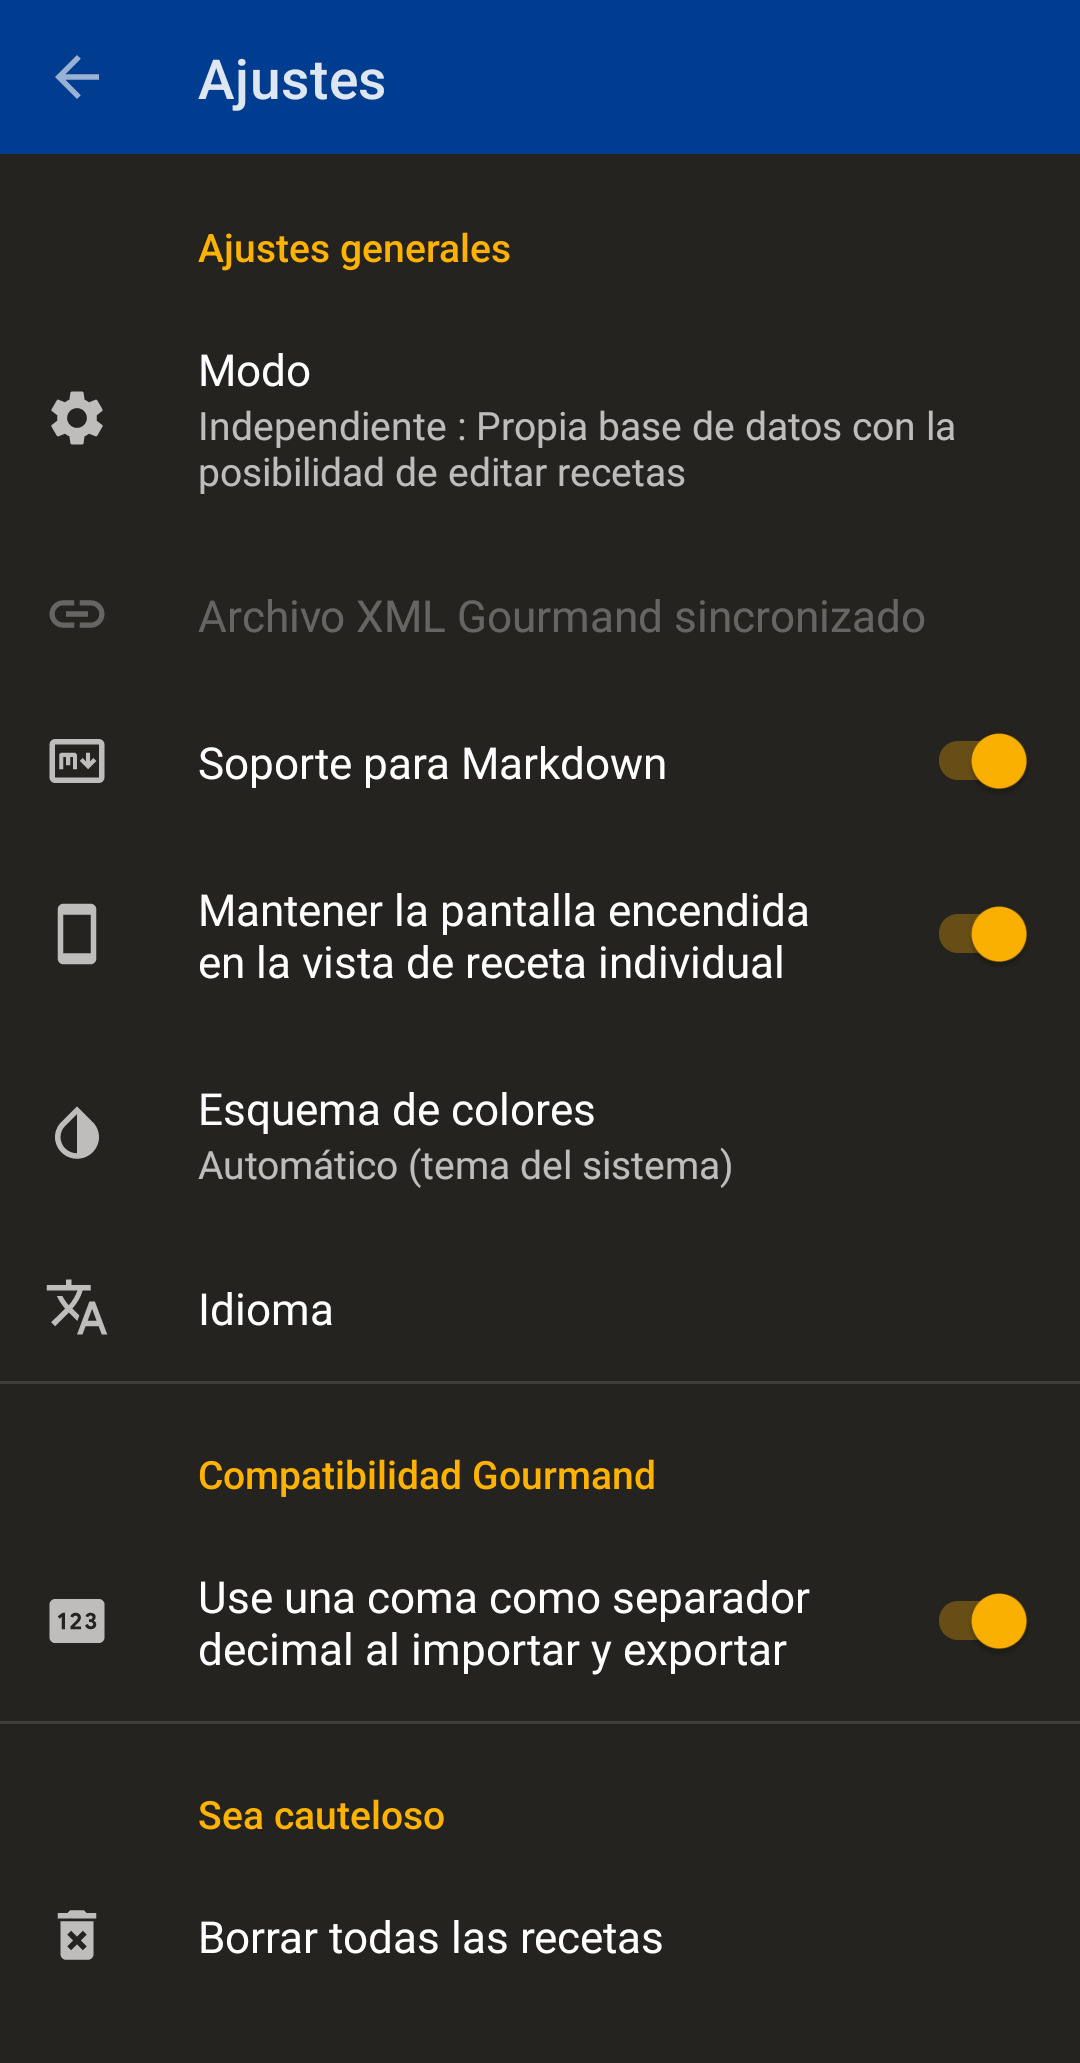 Ajustes
Ajustes generales
Modo
Independiente : Propia base de datos con la
posibilidad de editar recetas
Archivo XML Gourmand sincronizado
Soporte para Markdown
Mantener la pantalla encendida
en la vista de receta individual
Esquema de colores
Automático (tema del sistema)
Idioma
Compatibilidad Gourmand
123
Use una coma como separador
decimal al importar y exportar
Sea cauteloso
Borrar todas las recetas